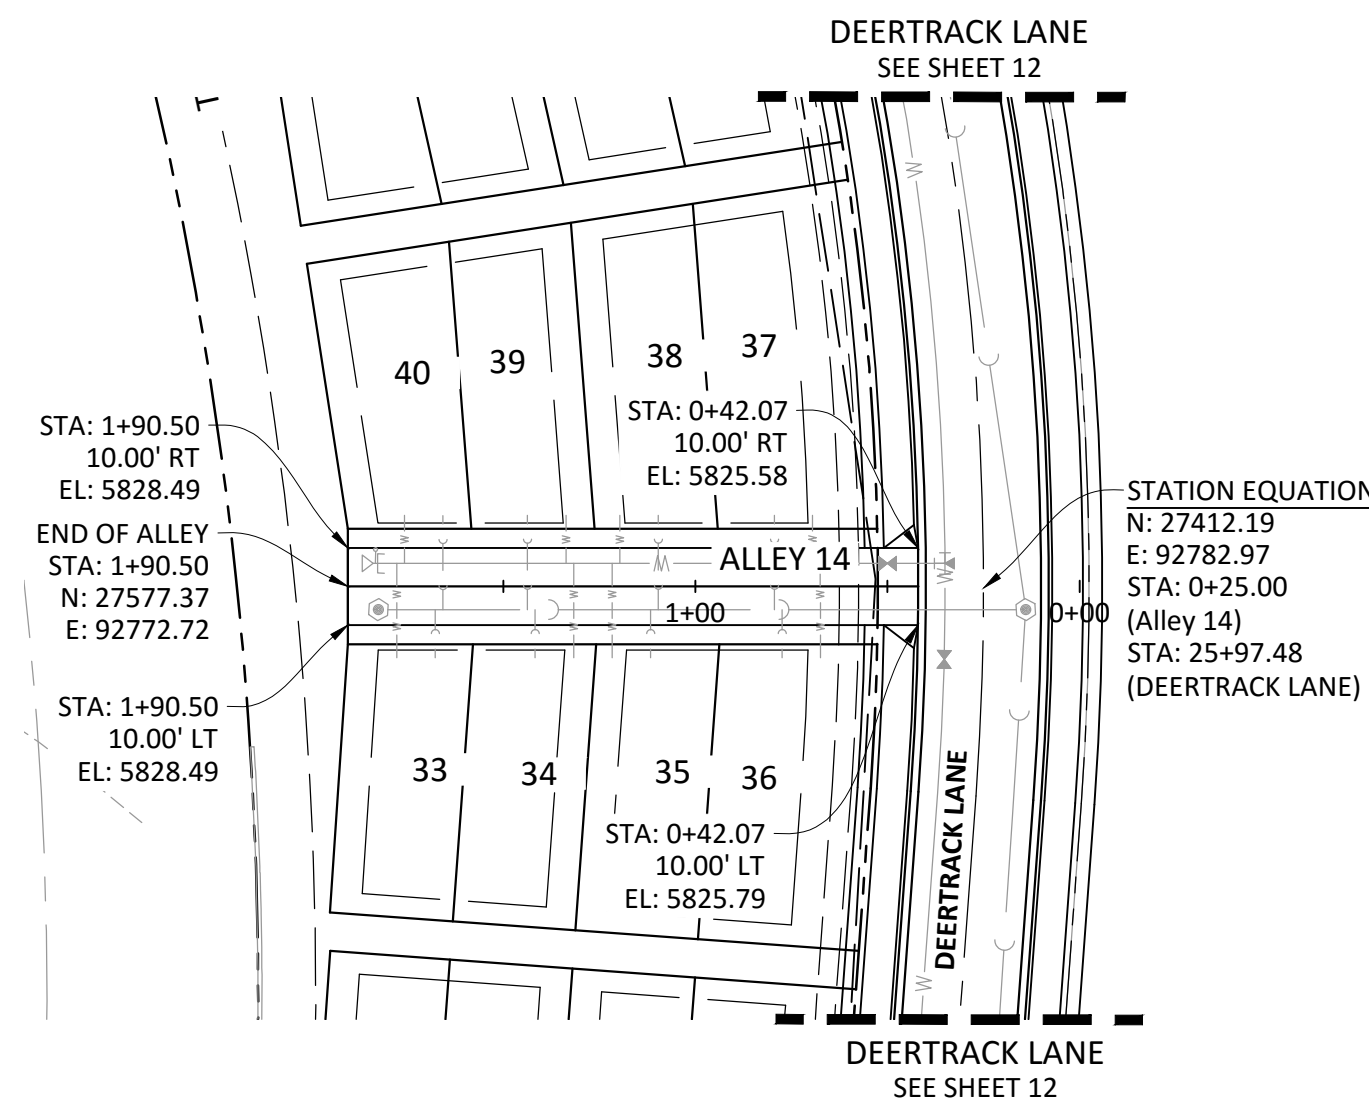 DEERTRACK LANE
SEE SHEET 12
40
39
38
37
STA: 0+42.07
10.00' RT
EL: 5825.58
STA: 1+90.50
10.00' RT
EL: 5828.49
END OF ALLEY
STA: 1+90.50
N: 27577.37
E: 92772.72
STA: 1+90.50
10.00' LT
EL: 5828.49
ALLEY 14
1+00
0+00
STATION EQUATION
N: 27412.19
E: 92782.97
STA: 0+25.00
(Alley 14)
STA: 25+97.48
(DEERTRACK LANE)
33
34
35
36
STA: 0+42.07
10.00' LT
EL: 5825.79
DEERTRACK LANE
W
W
W
DEERTRACK LANE
SEE SHEET 12